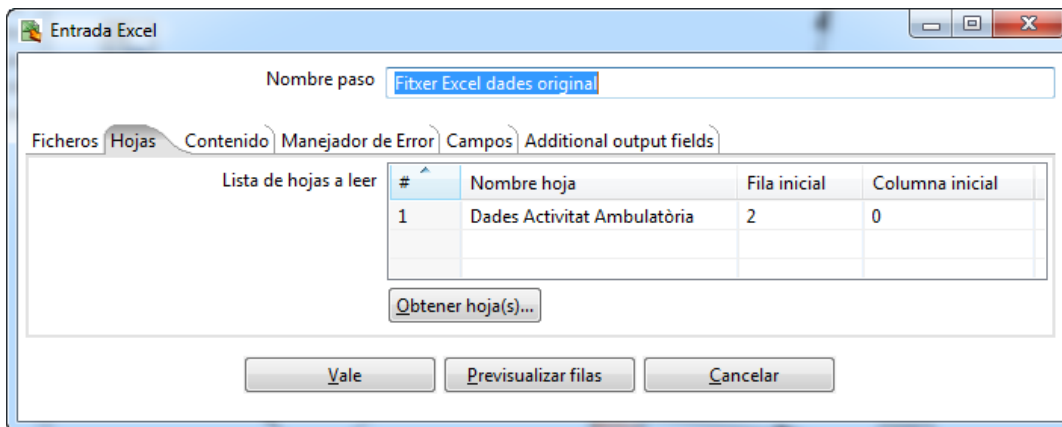 Entrada Excel
Nombre paso Fitxer Excel dades original
Ficheros Hojas Contenido Manejador de Error Campos Additional output fields
Lista de hojas a leer # Nombre hoja Fila inicial Columna inicial
1 Dades Activitat Ambulatòria 2 0
Obtener hoja(s)...
Vale Previsualizar filas Cancelar